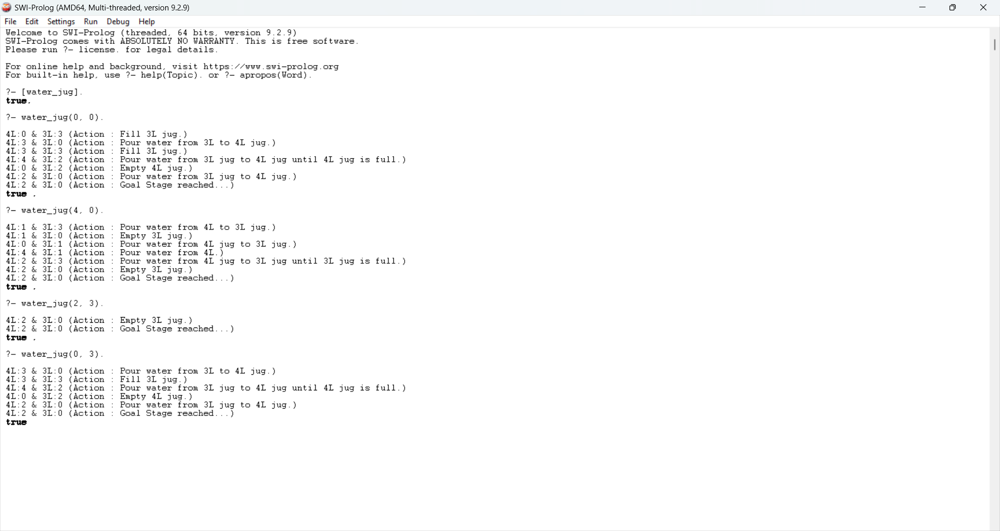 SWI-Prolog (AMD64, Multi-threaded, version 9.2.9)
File Edit Settings Run Debug Help
Welcome to SWI-Prolog (threaded, 64 bits, version 9.2.9)
SWI-Prolog comes with ABSOLUTELY NO WARRANTY. This is free software.
Please run ?- license. for legal details.
For online help and background, visit https://www.swi-prolog.org
For built-in help, use ?- help(Topic). or ?- apropos(Word).
?- [water_jug].
true.
?- water_jug(0, 0).
4L:0 & 3L:3 (Action : Fill 3L jug.)
4L:3 & 3L:0 (Action : Pour water from 3L to 4L jug.)
4L:3 & 3L:3 (Action : Fill 3L jug.)
4L:4 & 3L:2 (Action : Pour water from 3L jug to 4L jug until 4L jug is full.)
4L:0 & 3L:2 (Action : Empty 4L jug.)
4L:2 & 3L:0 (Action : Pour water from 3L jug to 4L jug.)
4L:2 & 3L:0 (Action : Goal Stage reached...)
true .
?- water_jug(4, 0).
4L:1 & 3L:3 (Action : Pour water from 4L to 3L jug.)
4L:1 & 3L:0 (Action : Empty 3L jug.)
4L:0 & 3L:1 (Action : Pour water from 4L jug to 3L jug.)
4L:4 & 3L:1 (Action : Pour water from 4L.)
4L:2 & 3L:3 (Action : Pour water from 4L jug to 3L jug until 3L jug is full.)
4L:2 & 3L:0 (Action : Empty 3L jug.)
4L:2 & 3L:0 (Action : Goal Stage reached...)
true .
?- water_jug(2, 3).
4L:2 & 3L:0 (Action : Empty 3L jug.)
4L:2 & 3L:0 (Action : Goal Stage reached...)
true .
?- water_jug(0, 3).
4L:3 & 3L:0 (Action : Pour water from 3L to 4L jug.)
4L:3 & 3L:3 (Action : Fill 3L jug.)
4L:4 & 3L:2 (Action : Pour water from 3L jug to 4L jug until 4L jug is full.)
4L:0 & 3L:2 (Action : Empty 4L jug.)
4L:2 & 3L:0 (Action : Pour water from 3L jug to 4L jug.)
4L:2 & 3L:0 (Action : Goal Stage reached...)
true